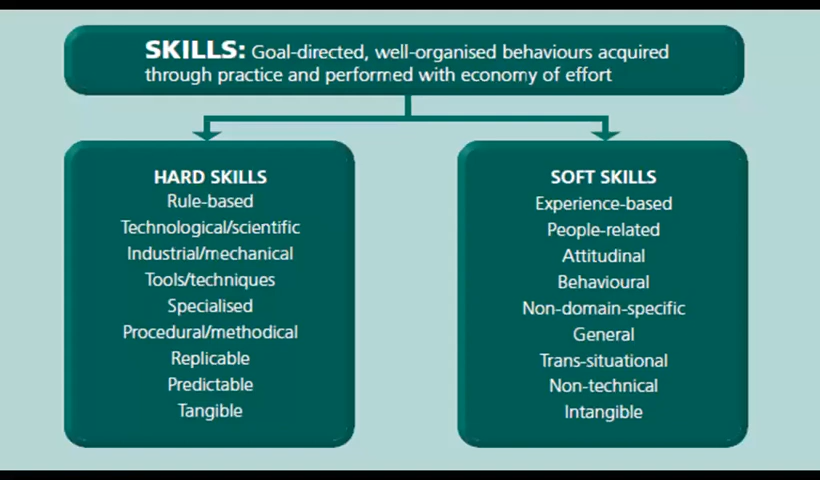 SKILLS: Goal-directed, well-organised behaviours acquired
through practice and performed with economy of effort
HARD SKILLS
Rule-based
Technological/scientific
Industrial/mechanical
Tools/techniques
Specialised
Procedural/methodical
Replicable
Predictable
Tangible
SOFT SKILLS
Experience-based
People-related
Attitudinal
Behavioural
Non-domain-specific
General
Trans-situational
Non-technical
Intangible